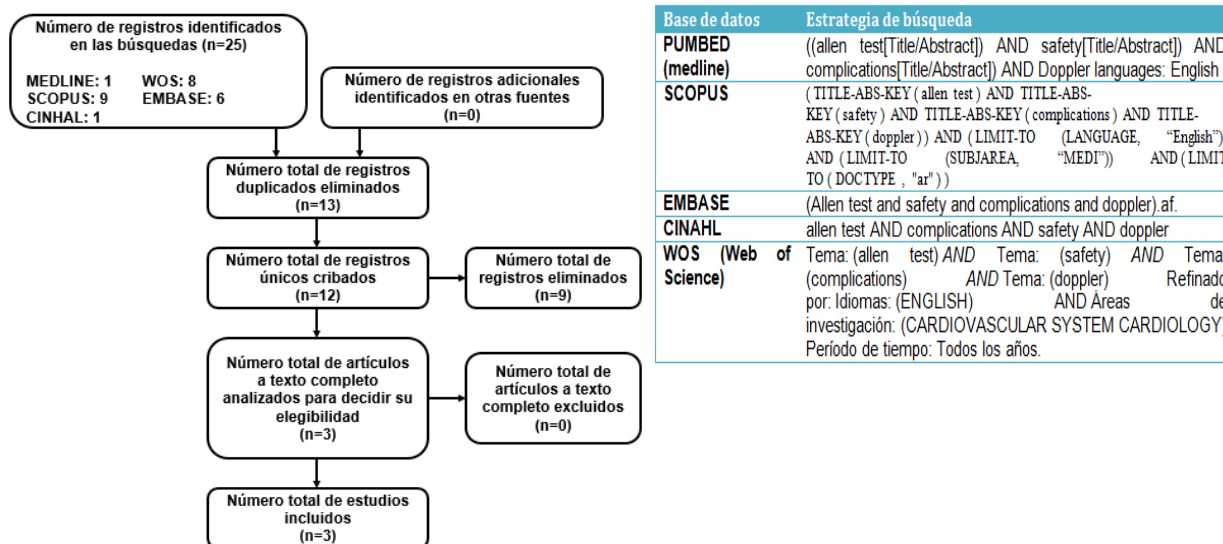 Número de registros identificados
en las búsquedas (n=25)
MEDLINE: 1 WOS: 8
SCOPUS: 9 EMBASE: 6
CINHAL: 1
Número total de registros adicionales
identificados en otras fuentes
(n=0)
Número total de registros
duplicados eliminados
(n=13)
Número total de registros
únicos cribados
(n=12)
Número total de
registros eliminados
(n=9)
Número total de artículos
a texto completo
analizados para decidir su
elegibilidad
(n=3)
Número total de
artículos a texto
completo excluidos
(n=0)
Número total de estudios
incluidos
(n=3)
Base de datos Estrategia de búsqueda
PUMBED ((allen test[Title/Abstract]) AND safety[Title/Abstract]) AND
(medline) complications[Title/Abstract]) AND Doppler languages: English
SCOPUS ( TITLE-ABS-KEY ( allen test ) AND TITLE-ABS-
KEY ( safety ) AND TITLE-ABS-KEY ( complications ) AND TITLE-
ABS-KEY ( doppler ) ) AND ( LIMIT-TO (LANGUAGE, “English”)
AND ( LIMIT-TO (SUBJAREA, “MEDI”)) AND ( LIMIT
TO ( DOCTYPE , "ar" ) )
EMBASE (Allen test and safety and complications and doppler).af.
CINAHL allen test AND complications AND safety AND doppler
WOS (Web of Tema: (allen test) AND Tema: (safety) AND Tema
Science) (complications) AND Tema: (doppler) Refinado
por: Idiomas: (ENGLISH) AND Áreas de
investigación: (CARDIOVASCULAR SYSTEM CARDIOLOGY)
Período de tiempo: Todos los años.